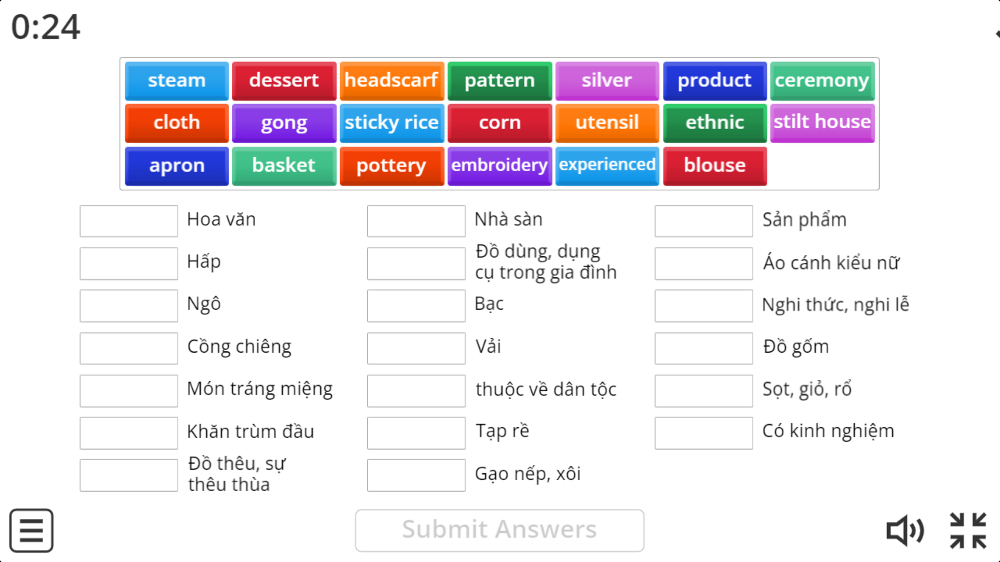 0:24
steam dessert headscarf pattern silver product ceremony
cloth gong sticky rice corn utensil ethnic stilt house
apron basket pottery embroidery experienced blouse
Hoa văn
Hấp
Ngô
Cồng chiêng
Món tráng miệng
Khăn trùm đầu
Đồ thêu, sự
thêu thùa
Nhà sàn
Đồ dùng, dụng
cụ trong gia đình
Bạc
Vải
thuộc về dân tộc
Tạp rề
Gạo nếp, xôi
Sản phẩm
Áo cánh kiểu nữ
Nghi thức, nghi lễ
Đồ gốm
Sọt, giỏ, rổ
Có kinh nghiệm
Submit Answers